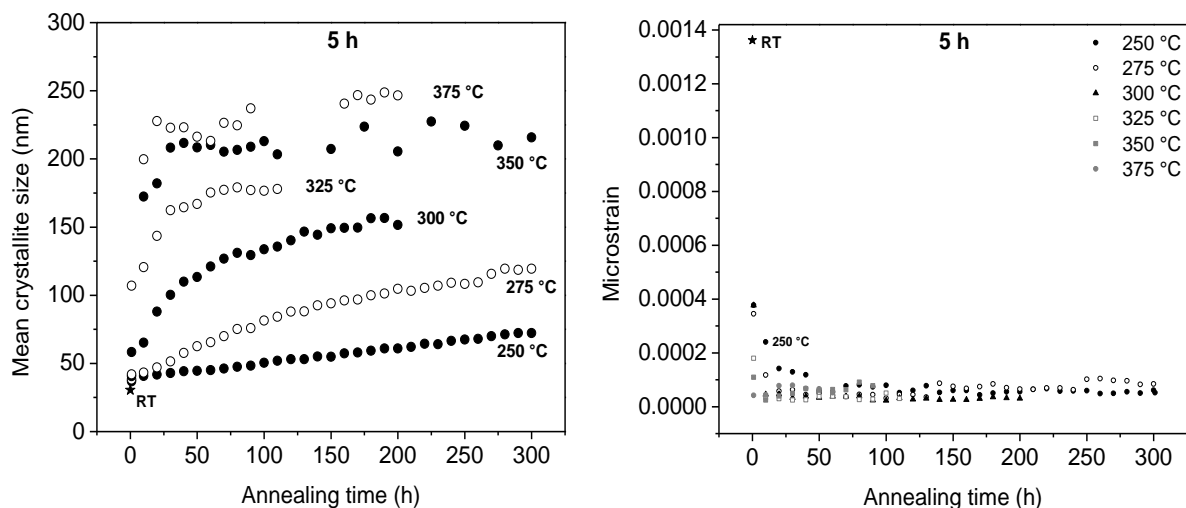 5 h
300
250
200
150
100
50
0
Mean crystallite size (nm)
375 °C
350 °C
325 °C
300 °C
275 °C
250 °C
RT
0 50 100 150 200 250 300
Annealing time (h)
5 h
0.0014
0.0012
0.0010
0.0008
0.0006
0.0004
0.0002
0.0000
Microstrain
RT
250 °C
275 °C
300 °C
325 °C
350 °C
375 °C
250 °C
0 50 100 150 200 250 300
Annealing time (h)